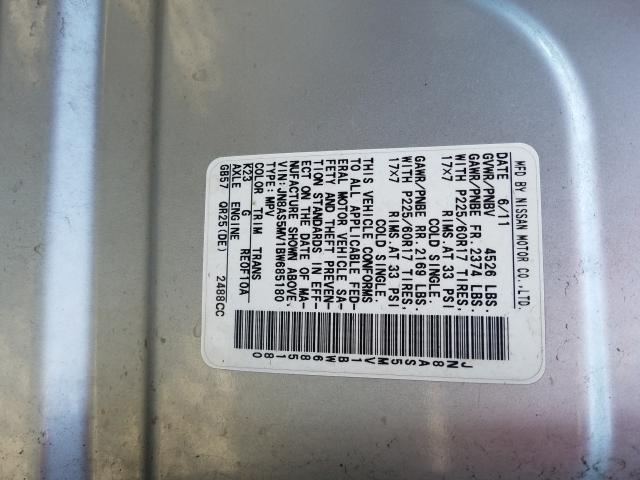 MFD BY NISSAN MOTOR CO.,LTD.
DATE 6/11
GVWR/PNBV 4526 LBS.
GAWR/PNBE FR.2374 LBS.
WITH P225/60R17 TIRES,
17X7 RIMS.AT 33 PSI
COLD SINGLE.
GAWR/PNBE RR.2169 LBS.
WITH P225/60R17 TIRES,
17X7 RIMS.AT 33 PSI
COLD SINGLE.
THIS VEHICLE CONFORMS
TO ALL APPLICABLE FED-
ERAL MOTOR VEHICLE SA-
FETY AND THEFT PREVEN-
TION STANDARDS IN EFF-
ECT ON THE DATE OF MA-
NUFACTURE SHOWN ABOVE.
VIN:JN8AS5MV1BW685180
TYPE:MPV
COLOR TRIM TRANS
K23 G RE0F10A
AXLE ENGINE
GB57 QR25(DE) 2488CC
JN8AS5MV1BW685180